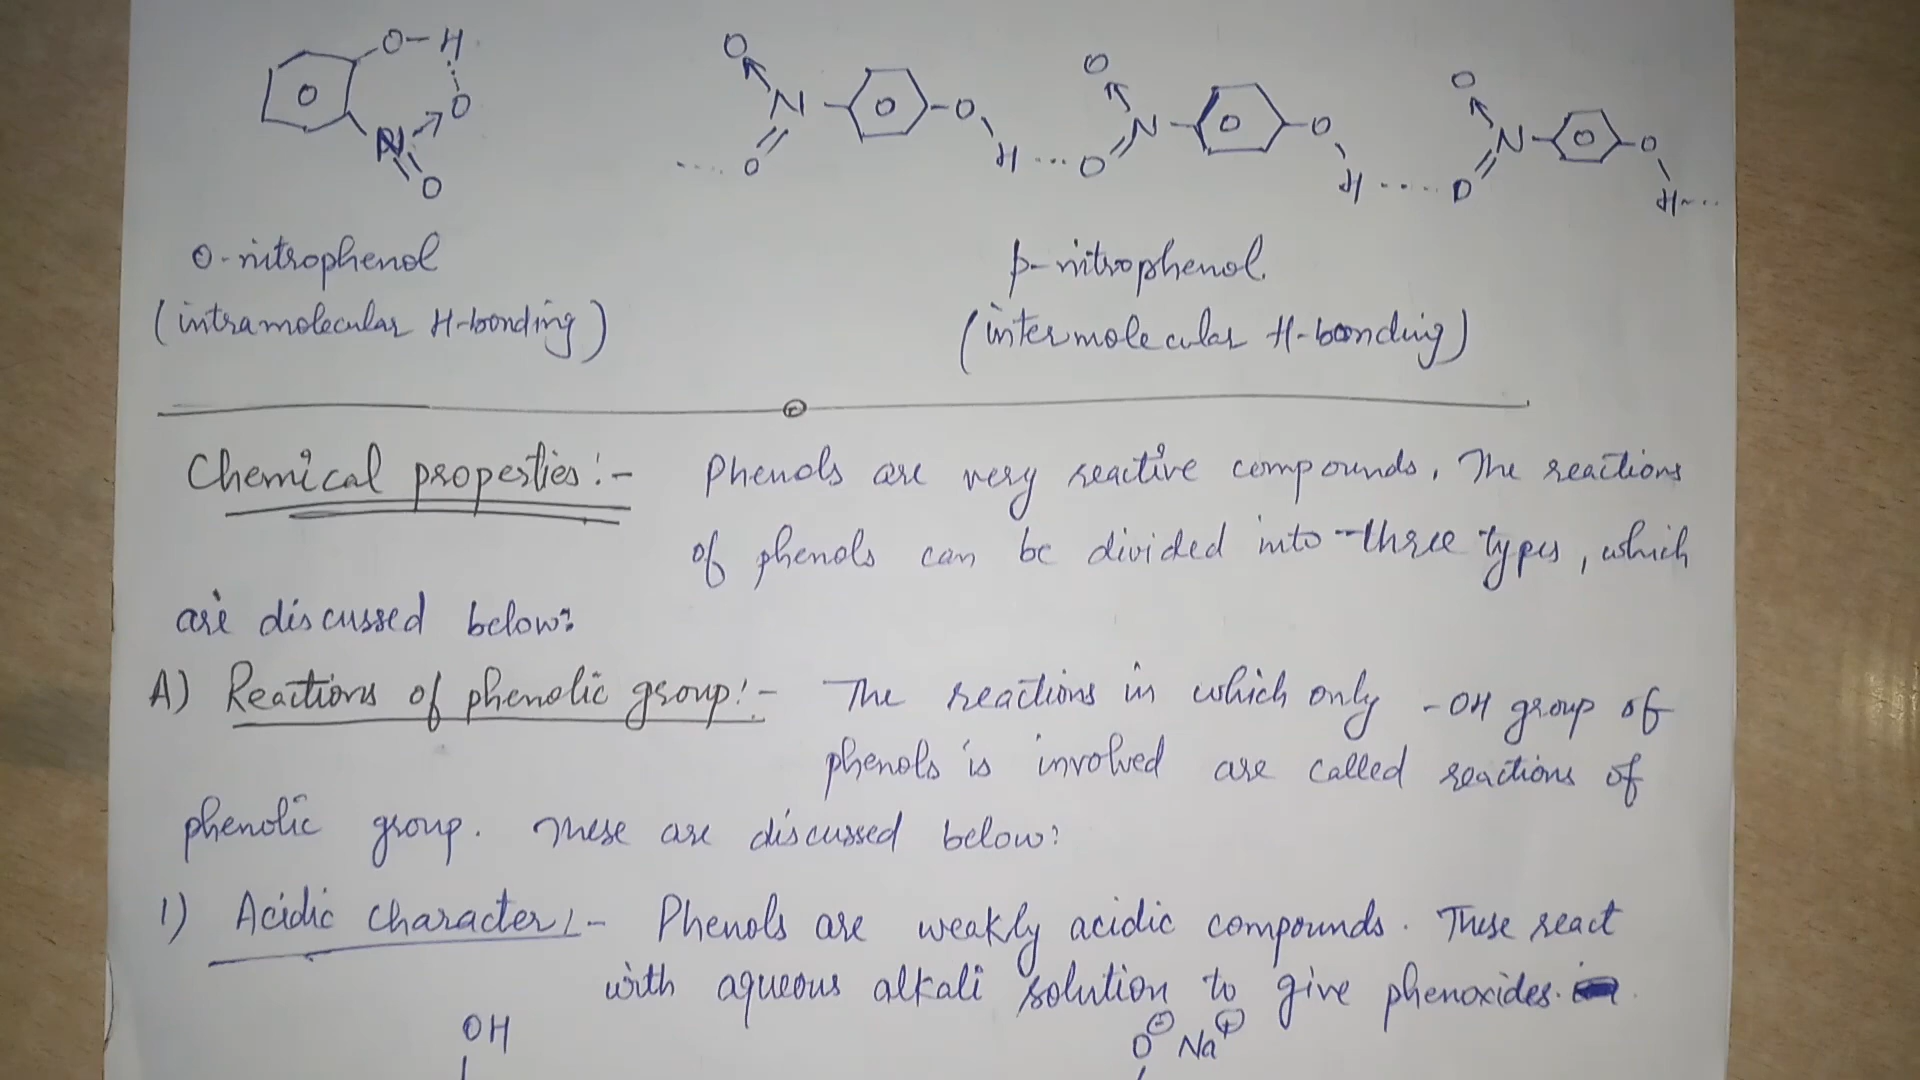 O-H
O
N
O
O
N
O
O
H
O
N
O
O
H
O
N
O
O
H
o-nitrophenol
(intramolecular H-bonding)
p-nitrophenol.
(intermolecular H-bonding)
Chemical properties:- Phenols are very reactive compounds. The reactions
of phenols can be divided into three types, which
are discussed below:
A) Reactions of phenolic group:- The reactions in which only -OH group of
phenols is involved are called reactions of
phenolic group. These are discussed below:
1) Acidic character:- Phenols are weakly acidic compounds. These react
with aqueous alkali solution to give phenoxides.
OH
O⊖ Na⊕